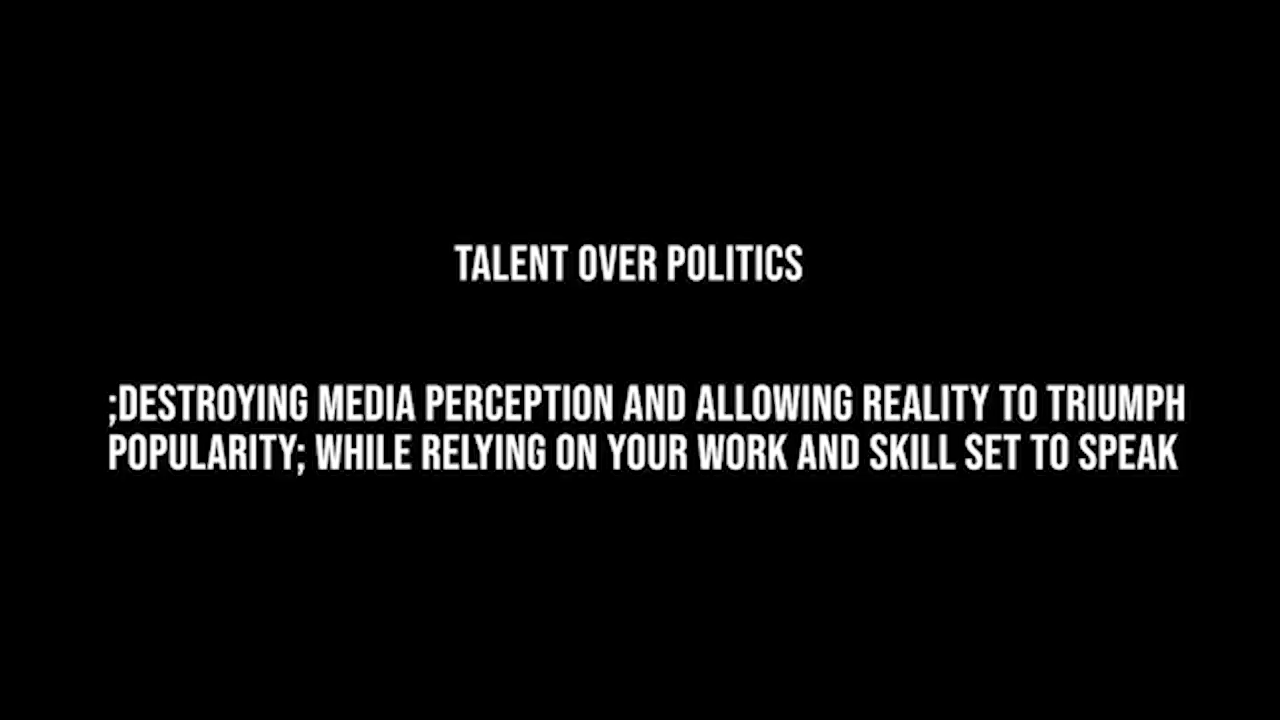 TALENT OVER POLITICS
;DESTROYING MEDIA PERCEPTION AND ALLOWING REALITY TO TRIUMPH
POPULARITY; WHILE RELYING ON YOUR WORK AND SKILL SET TO SPEAK